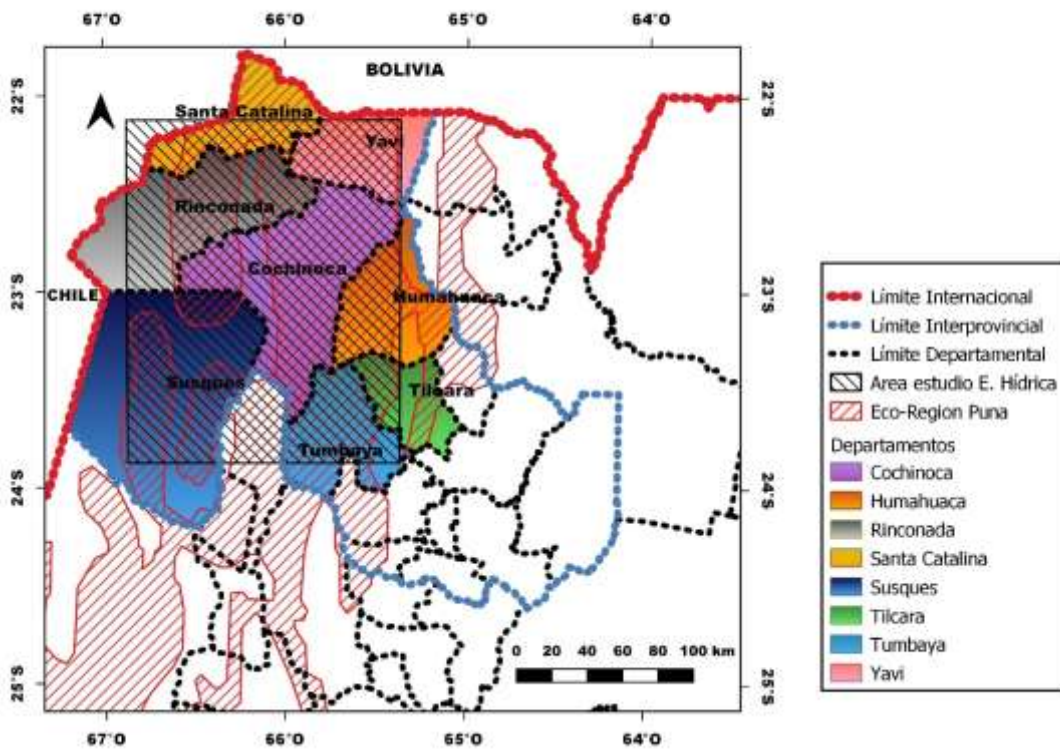 67°O 66°O 65°O 64°O
BOLIVIA
22°S 22°S
Santa Catalina
Yavi
Rinconada
Cochinoca
CHILE
Humahuaca
23°S 23°S
Susques
Tilcara
Tumbaya
24°S 24°S
0 20 40 60 80 100 km
25°S 25°S
67°O 66°O 65°O 64°O
Límite Internacional
Límite Interprovincial
Límite Departamental
Area estudio E. Hídrica
Eco-Region Puna
Departamentos
Cochinoca
Humahuaca
Rinconada
Santa Catalina
Susques
Tilcara
Tumbaya
Yavi